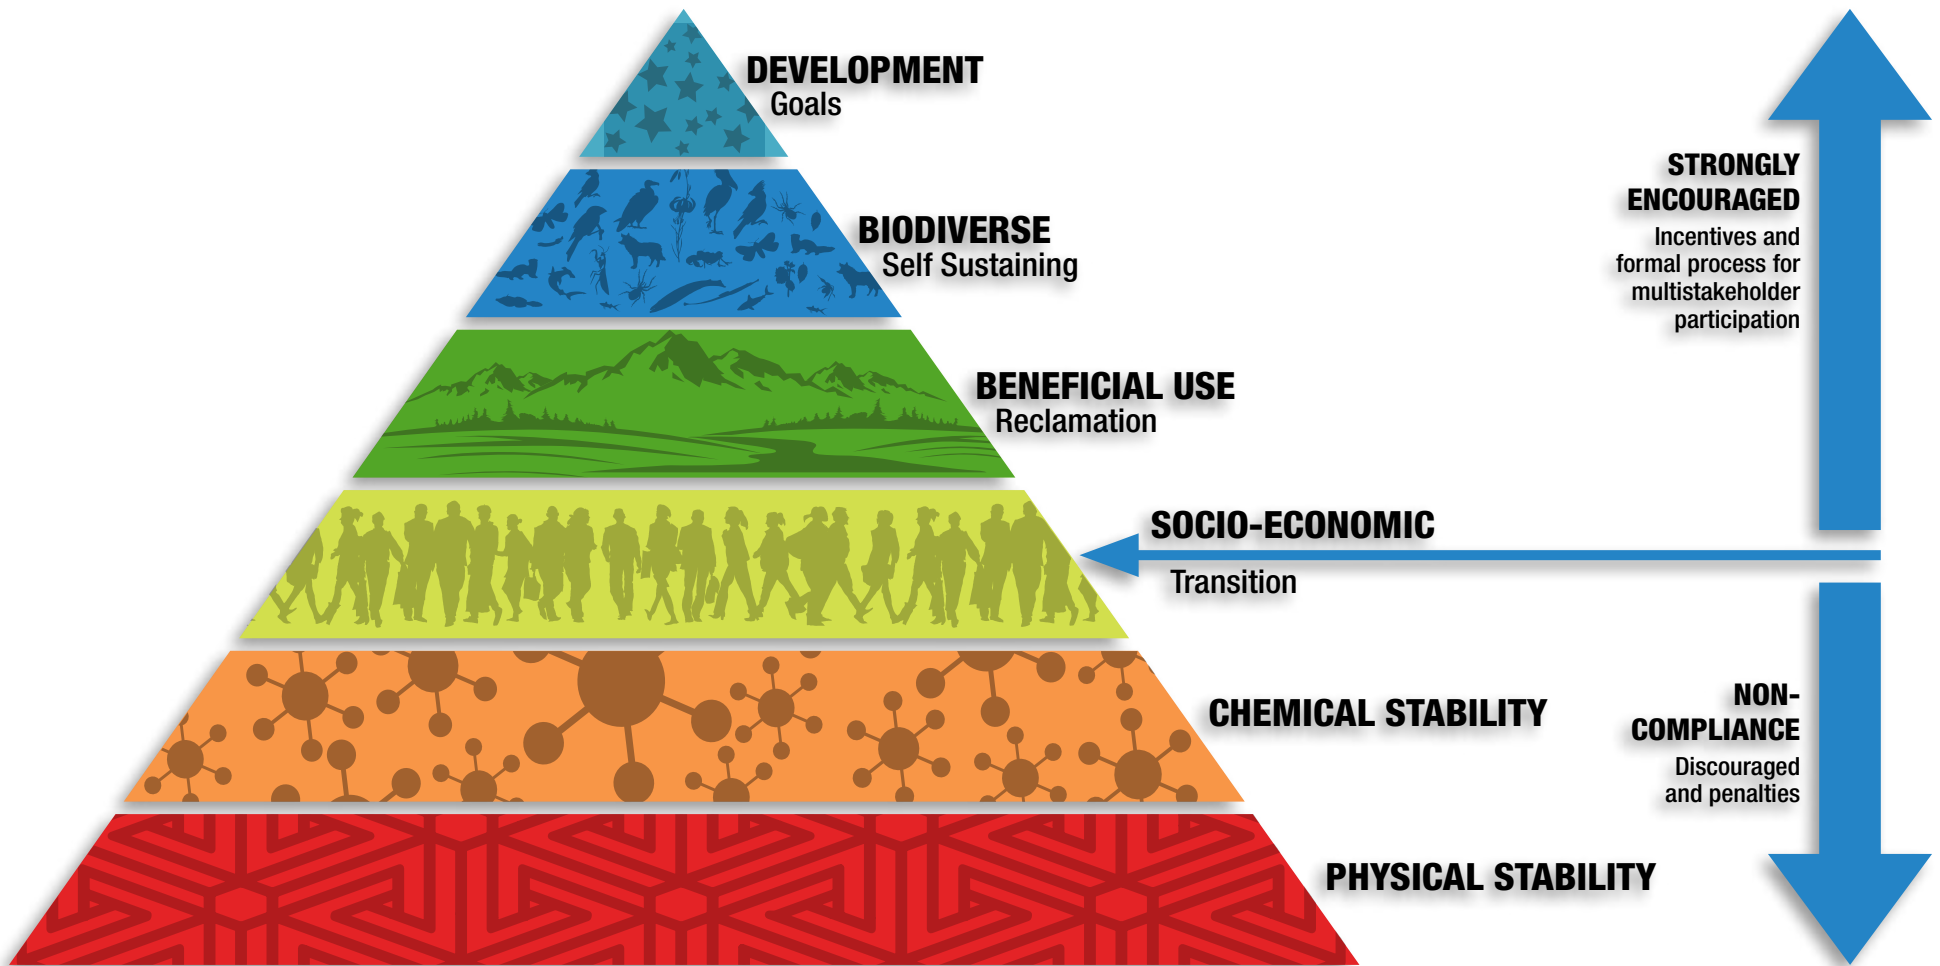 DEVELOPMENT
Goals
BIODIVERSE
Self Sustaining
BENEFICIAL USE
Reclamation
SOCIO-ECONOMIC
Transition
CHEMICAL STABILITY
PHYSICAL STABILITY
STRONGLY
ENCOURAGED
Incentives and
formal process for
multistakeholder
participation
NON-
COMPLIANCE
Discouraged
and penalties